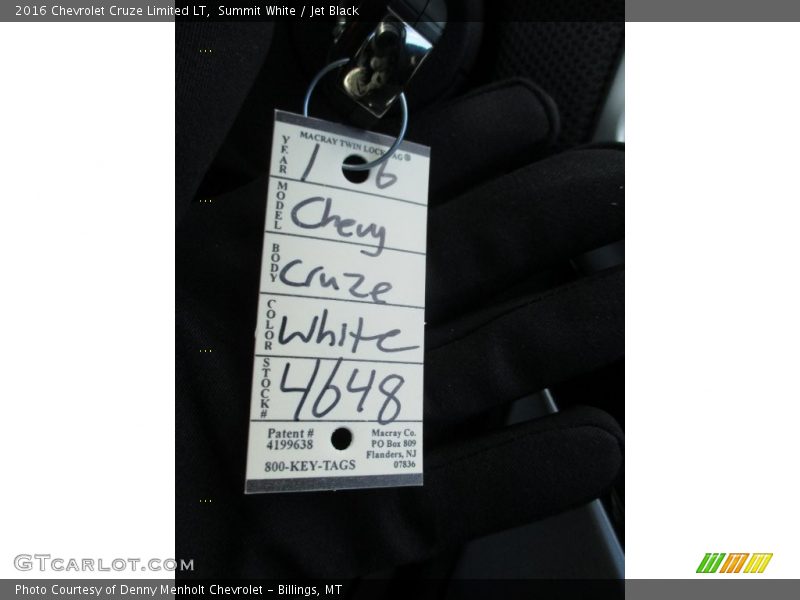 2016 Chevrolet Cruze Limited LT,  Summit White / Jet Black
MACRAY TWIN LOCK TAG®
YEAR 1 6
MODEL Chevy
BODY Cruze
COLOR White
STOCK# 4648
Patent #
4199638
Macray Co.
PO Box 809
Flanders, NJ
07836
800-KEY-TAGS
GTCARLOT.COM
Photo Courtesy of Denny Menholt Chevrolet - Billings, MT